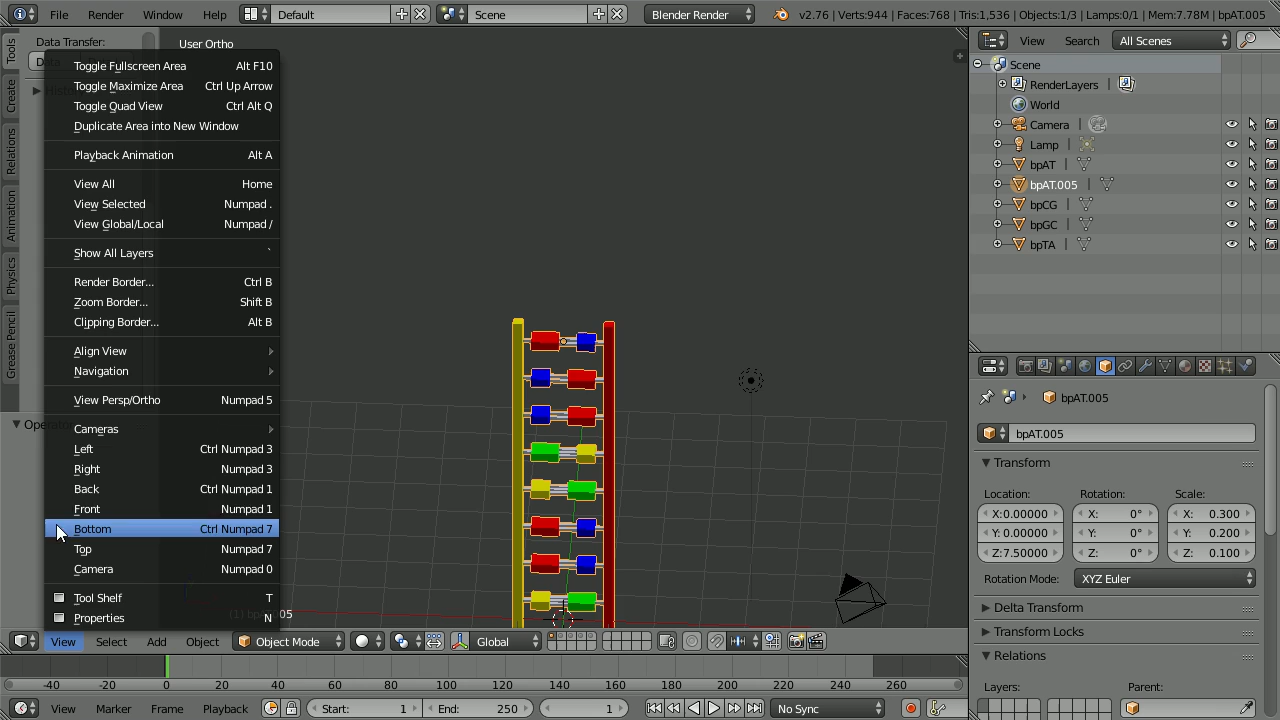 File Render Window Help Default Scene Blender Render v2.76 | Verts:944 | Faces:768 | Tris:1,536 | Objects:1/3 | Lamps:0/1 | Mem:7.78M | bpAT.005
Tools
Create
Relations
Animation
Physics
Grease Pencil
Data Transfer:
User Ortho
Toggle Fullscreen Area Alt F10
Toggle Maximize Area Ctrl Up Arrow
Toggle Quad View Ctrl Alt Q
Duplicate Area into New Window
Playback Animation Alt A
View All Home
View Selected Numpad .
View Global/Local Numpad /
Show All Layers `
Render Border... Ctrl B
Zoom Border... Shift B
Clipping Border... Alt B
Align View
Navigation
View Persp/Ortho Numpad 5
Cameras
Left Ctrl Numpad 3
Right Numpad 3
Back Ctrl Numpad 1
Front Numpad 1
Bottom Ctrl Numpad 7
Top Numpad 7
Camera Numpad 0
Tool Shelf T
Properties N
View Select Add Object Object Mode Global
-40 -20 0 20 40 60 80 100 120 140 160 180 200 220 240 260
View Marker Frame Playback Start: 1 End: 250 1 No Sync
View Search All Scenes
Scene
RenderLayers
World
Camera
Lamp
bpAT
bpAT.005
bpCG
bpGC
bpTA
bpAT.005
bpAT.005
Transform
Location: Rotation: Scale:
X:0.00000 X: 0° X: 0.300
Y:0.00000 Y: 0° Y: 0.200
Z:7.50000 Z: 0° Z: 0.100
Rotation Mode: XYZ Euler
Delta Transform
Transform Locks
Relations
Layers: Parent: